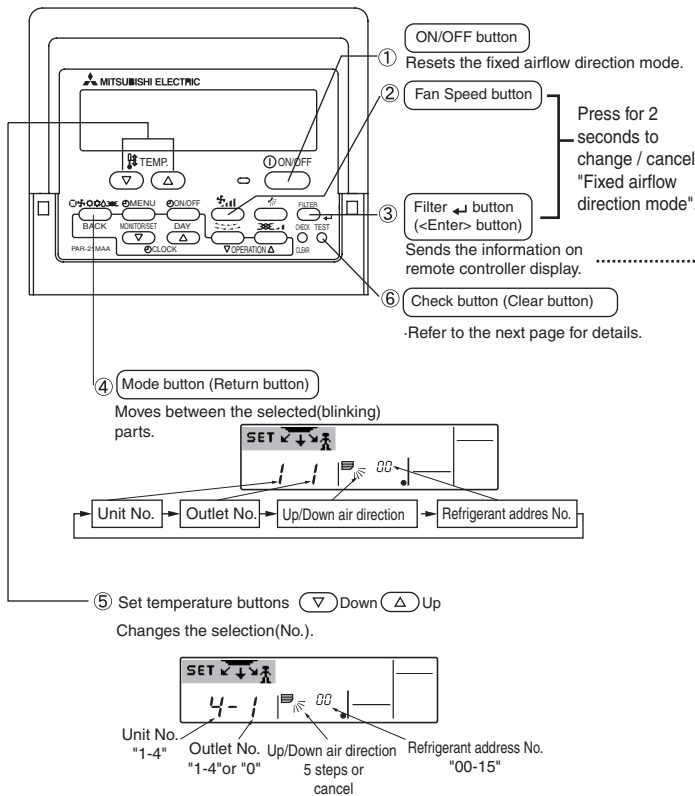 ① ON/OFF button
Resets the fixed airflow direction mode.
MITSUBISHI ELECTRIC
② Fan Speed button
Press for 2
seconds to
change / cancel
"Fixed airflow
direction mode".
TEMP. ON/OFF
MENU ON/OFF FILTER
BACK MONITOR/SET DAY CHECK TEST
PAR-21MAA CLOCK ▽OPERATION△ CLEAR
③ Filter ↵ button
(<Enter> button)
Sends the information on
remote controller display.
⑥ Check button (Clear button)
·Refer to the next page for details.
④ Mode button (Return button)
Moves between the selected(blinking)
parts.
SET
1 1 00
Unit No. Outlet No. Up/Down air direction Refrigerant addres No.
⑤ Set temperature buttons ▽ Down △ Up
Changes the selection(No.).
SET
4- 1 00
Unit No.
"1-4"
Outlet No.
"1-4"or "0"
Up/Down air direction
5 steps or
cancel
Refrigerant address No.
"00-15"